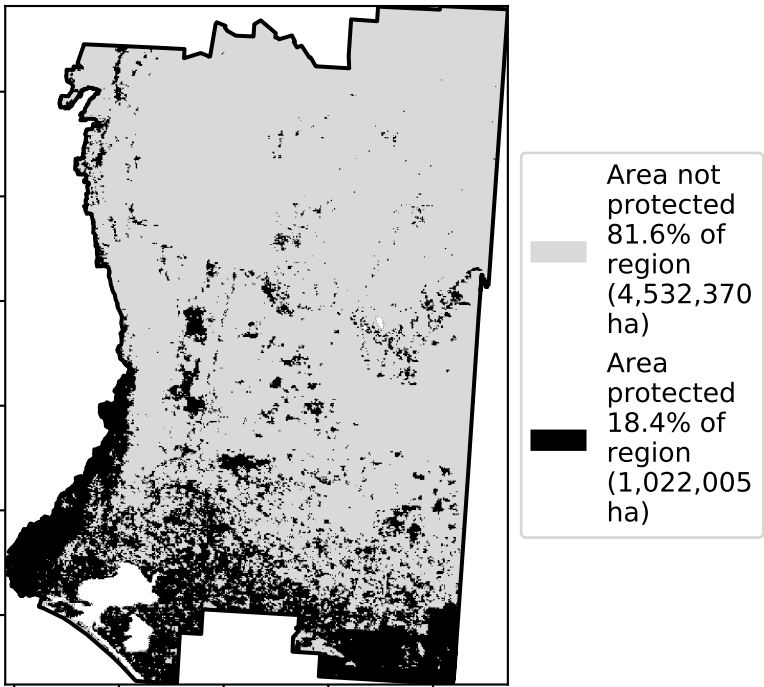 Area not
protected
81.6% of
region
(4,532,370
ha)
Area
protected
18.4% of
region
(1,022,005
ha)